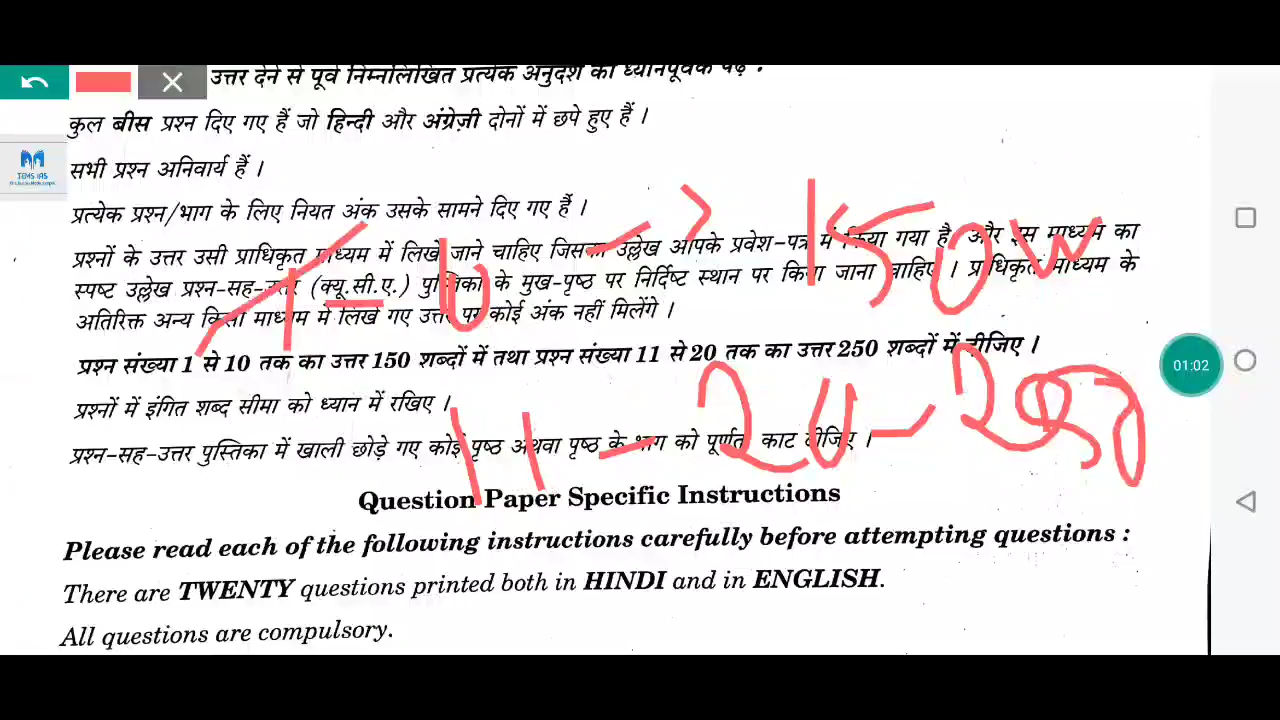 उत्तर देने से पूर्व निम्नलिखित प्रत्येक अनुदेश को ध्यानपूर्वक पढ़ें :
कुल बीस प्रश्न दिए गए हैं जो हिन्दी और अंग्रेज़ी दोनों में छपे हुए हैं ।
सभी प्रश्न अनिवार्य हैं ।
प्रत्येक प्रश्न/भाग के लिए नियत अंक उसके सामने दिए गए हैं ।
प्रश्नों के उत्तर उसी प्राधिकृत माध्यम में लिखे जाने चाहिए जिसका उल्लेख आपके प्रवेश-पत्र में किया गया है, और इस माध्यम का
स्पष्ट उल्लेख प्रश्न-सह-उत्तर (क्यू.सी.ए.) पुस्तिका के मुख-पृष्ठ पर निर्दिष्ट स्थान पर किया जाना चाहिए । प्राधिकृत माध्यम के
अतिरिक्त अन्य किसी माध्यम में लिखे गए उत्तर पर कोई अंक नहीं मिलेंगे ।
प्रश्न संख्या 1 से 10 तक का उत्तर 150 शब्दों में तथा प्रश्न संख्या 11 से 20 तक का उत्तर 250 शब्दों में दीजिए ।
प्रश्नों में इंगित शब्द सीमा को ध्यान में रखिए ।
प्रश्न-सह-उत्तर पुस्तिका में खाली छोड़े गए कोई पृष्ठ अथवा पृष्ठ के भाग को पूर्णतः काट दीजिए ।
150 w
11 - 20 - 250
Question Paper Specific Instructions
Please read each of the following instructions carefully before attempting questions :
There are TWENTY questions printed both in HINDI and in ENGLISH.
All questions are compulsory.
TEMS IAS
01:02